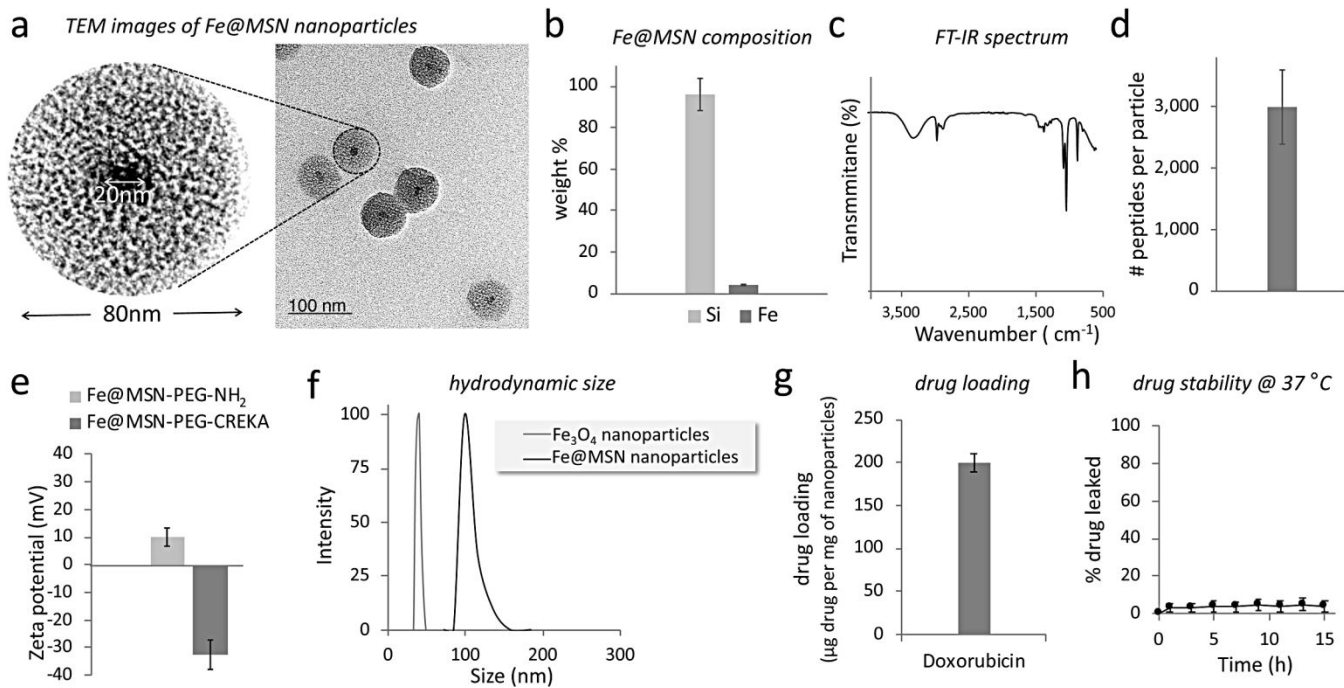 a
TEM images of Fe@MSN nanoparticles
20nm
80nm
100 nm
b
Fe@MSN composition
weight %
100
80
60
40
20
0
Si
Fe
c
FT-IR spectrum
Transmmitane (%)
3,500
2,500
1,500
500
Wavenumber ( cm⁻¹)
d
# peptides per particle
3,000
2,000
1,000
0
e
Fe@MSN-PEG-NH₂
Fe@MSN-PEG-CREKA
Zeta potential (mV)
40
30
20
10
0
-10
-20
-30
-40
f
hydrodynamic size
Intensity
100
75
50
25
0
Fe₃O₄ nanoparticles
Fe@MSN nanoparticles
0
100
200
300
Size (nm)
g
drug loading
drug loading
(μg drug per mg of nanoparticles)
250
200
150
100
50
0
Doxorubicin
h
drug stability @ 37 °C
% drug leaked
100
80
60
40
20
0
0
5
10
15
Time (h)